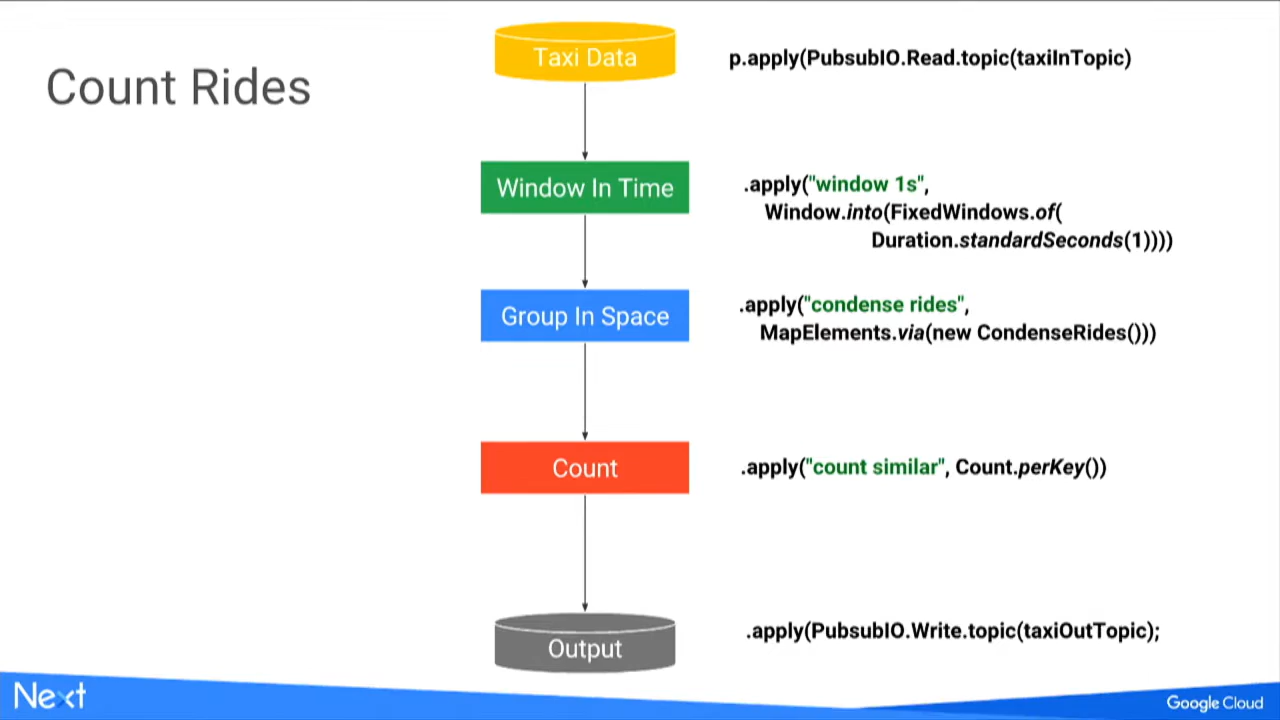 Count Rides
Taxi Data
p.apply(PubsubIO.Read.topic(taxiInTopic)
Window In Time
.apply("window 1s",
Window.into(FixedWindows.of(
Duration.standardSeconds(1))))
Group In Space
.apply("condense rides",
MapElements.via(new CondenseRides()))
Count
.apply("count similar", Count.perKey())
Output
.apply(PubsubIO.Write.topic(taxiOutTopic);
Next
Google Cloud